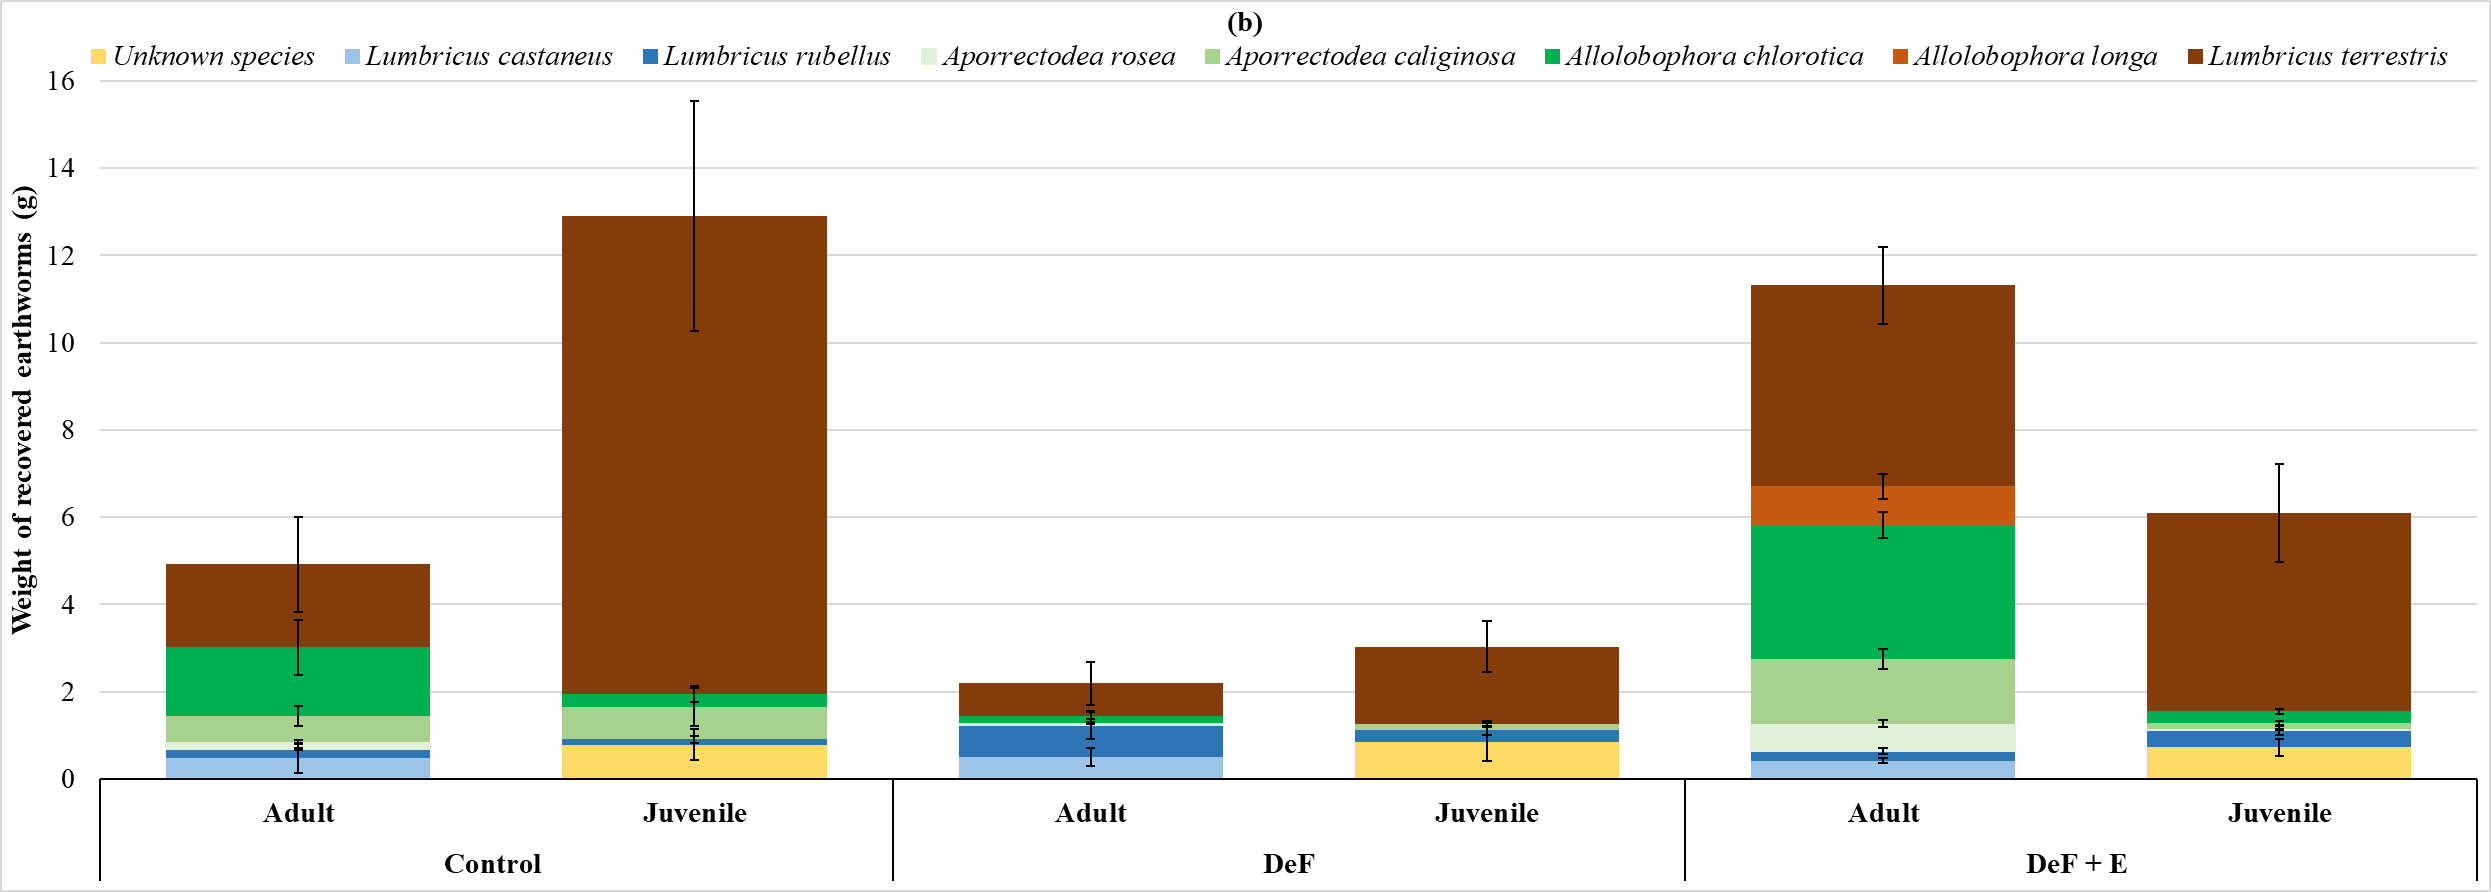 (b)
Unknown species Lumbricus castaneus Lumbricus rubellus Aporrectodea rosea Aporrectodea caliginosa Allolobophora chlorotica Allolobophora longa Lumbricus terrestris
Weight of recovered earthworms (g)
16
14
12
10
8
6
4
2
0
Adult Juvenile Adult Juvenile Adult Juvenile
Control DeF DeF + E